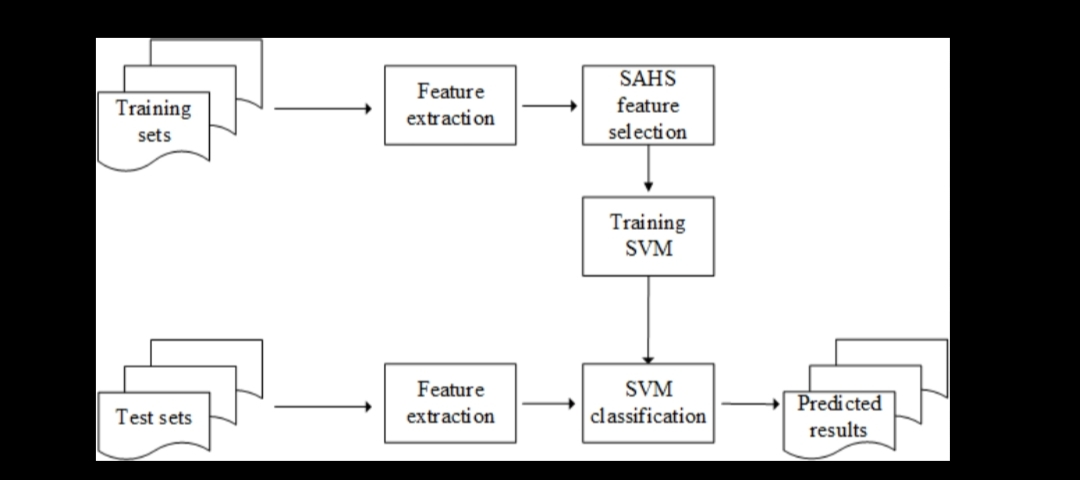 Training
sets
Feature
extraction
SAHS
feature
selection
Training
SVM
Test sets
Feature
extraction
SVM
classification
Predicted
results